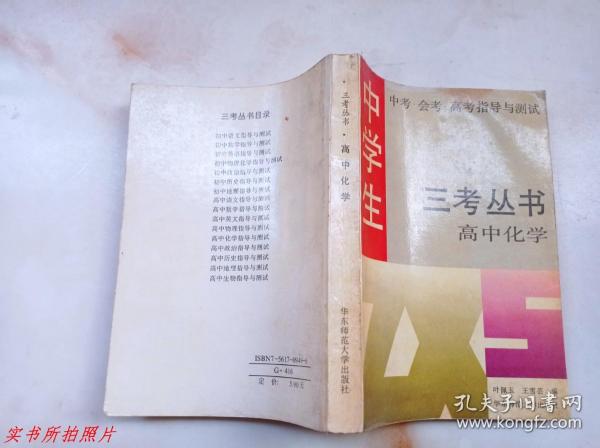 三考丛书目录
初中语文指导与测试
初中数学指导与测试
初中英语指导与测试
初中物理化学指导与测试
初中政治指导与测试
初中历史指导与测试
初中地理指导与测试
高中语文指导与测试
高中数学指导与测试
高中英文指导与测试
高中物理指导与测试
高中化学指导与测试
高中政治指导与测试
高中历史指导与测试
高中地理指导与测试
高中生物指导与测试
G·416
定价:
·三考丛书·高中化学
华东师范大学出版社
中学生
中考 会考 高考指导与测试
三考丛书
高中化学
叶佩玉
实书所拍照片
孔夫子旧书网